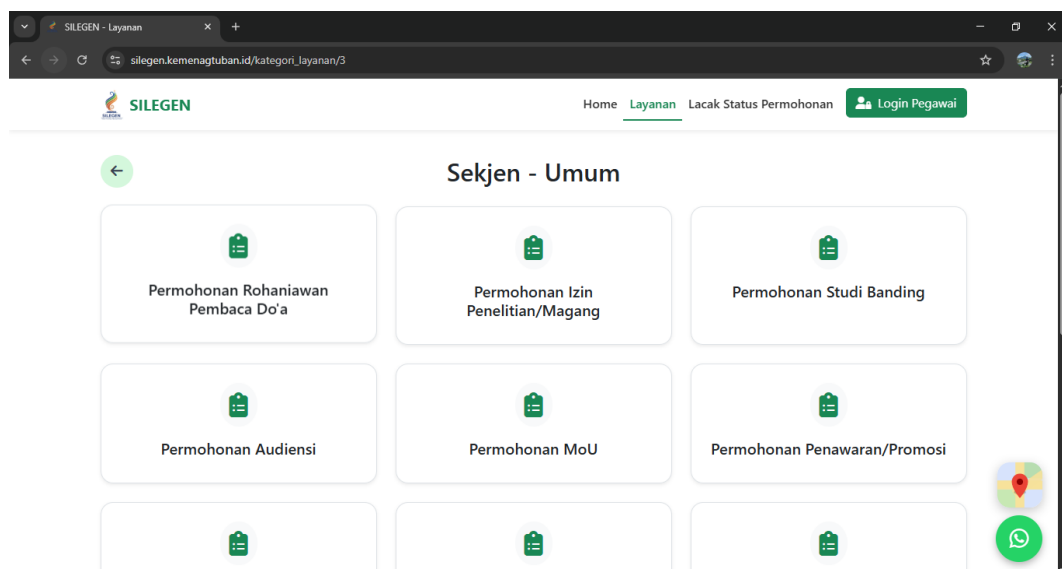 SILEGEN - Layanan
silegen.kemenagtuban.id/kategori_layanan/3
SILEGEN
SILEGEN
Home Layanan Lacak Status Permohonan Login Pegawai
Sekjen - Umum
Permohonan Rohaniawan
Pembaca Do'a
Permohonan Izin
Penelitian/Magang
Permohonan Studi Banding
Permohonan Audiensi
Permohonan MoU
Permohonan Penawaran/Promosi